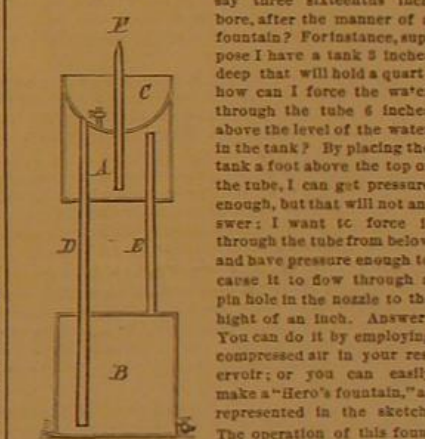 F
C
A
D
E
B
say three sixteenths inch
bore, after the manner of a
fountain? For instance, sup
pose I have a tank 8 inches
deep that will hold a quart,
how can I force the water
through the tube 6 inches
above the level of the water
in the tank? By placing the
tank a foot above the top of
the tube, I can get pressure
enough, but that will not an
swer; I want to force i
through the tube from below
and have pressure enough to
cause it to flow through a
pin hole in the nozzle to the
hight of an inch. Answer.
You can do it by employing
compressed air in your res
ervoir; or you can easily
make a "Hero's fountain," a
represented in the sketch
The operation of this foun